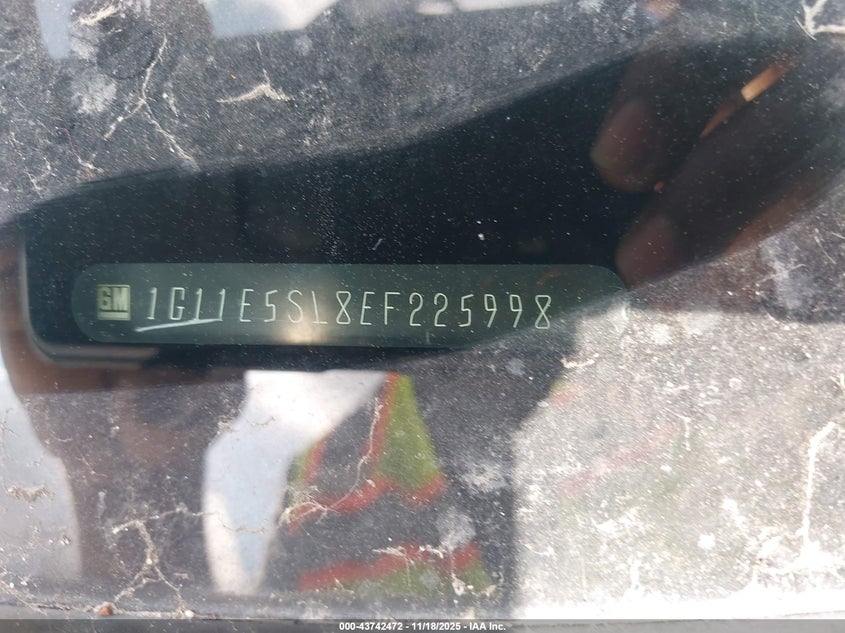 GM 1G11E5SL8EF225998
000-43742472 - 11/18/2025 - IAA Inc.